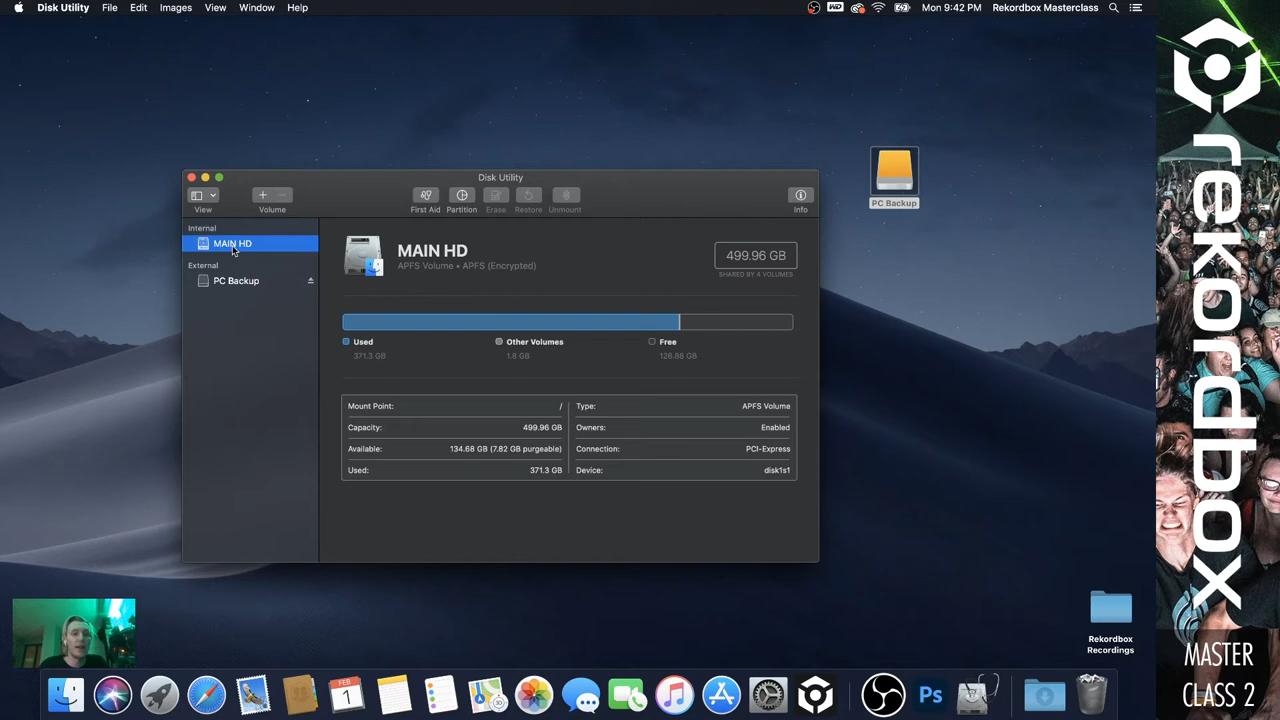 Disk Utility File Edit Images View Window Help
WD Mon 9:42 PM Rekordbox Masterclass
PC Backup
Disk Utility
View Volume First Aid Partition Erase Restore Unmount Info
Internal
MAIN HD
External
PC Backup
MAIN HD
APFS Volume • APFS (Encrypted)
499.96 GB
SHARED BY 4 VOLUMES
Used Other Volumes Free
371.3 GB 1.8 GB 126.86 GB
Mount Point: / Type: APFS Volume
Capacity: 499.96 GB Owners: Enabled
Available: 134.68 GB (7.82 GB purgeable) Connection: PCI-Express
Used: 371.3 GB Device: disk1s1
Rekordbox
Recordings
FEB
1
Ps
rekordbox
MASTER
CLASS 2